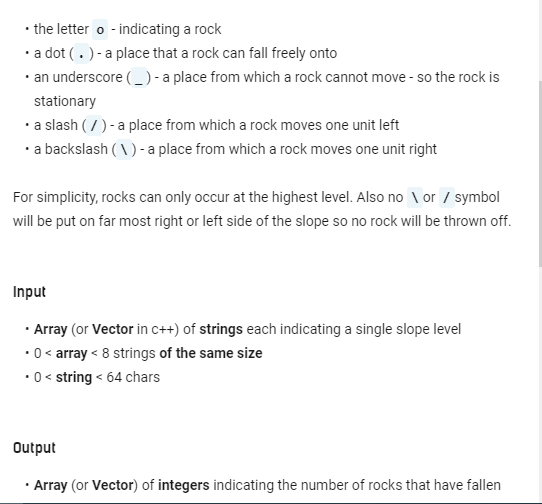 • the letter o - indicating a rock
• a dot ( . ) - a place that a rock can fall freely onto
• an underscore ( _ ) - a place from which a rock cannot move - so the rock is
stationary
• a slash ( / ) - a place from which a rock moves one unit left
• a backslash ( \ ) - a place from which a rock moves one unit right
For simplicity, rocks can only occur at the highest level. Also no \ or / symbol
will be put on far most right or left side of the slope so no rock will be thrown off.
Input
• Array (or Vector in c++) of strings each indicating a single slope level
• 0 < array < 8 strings of the same size
• 0 < string < 64 chars
Output
• Array (or Vector) of integers indicating the number of rocks that have fallen